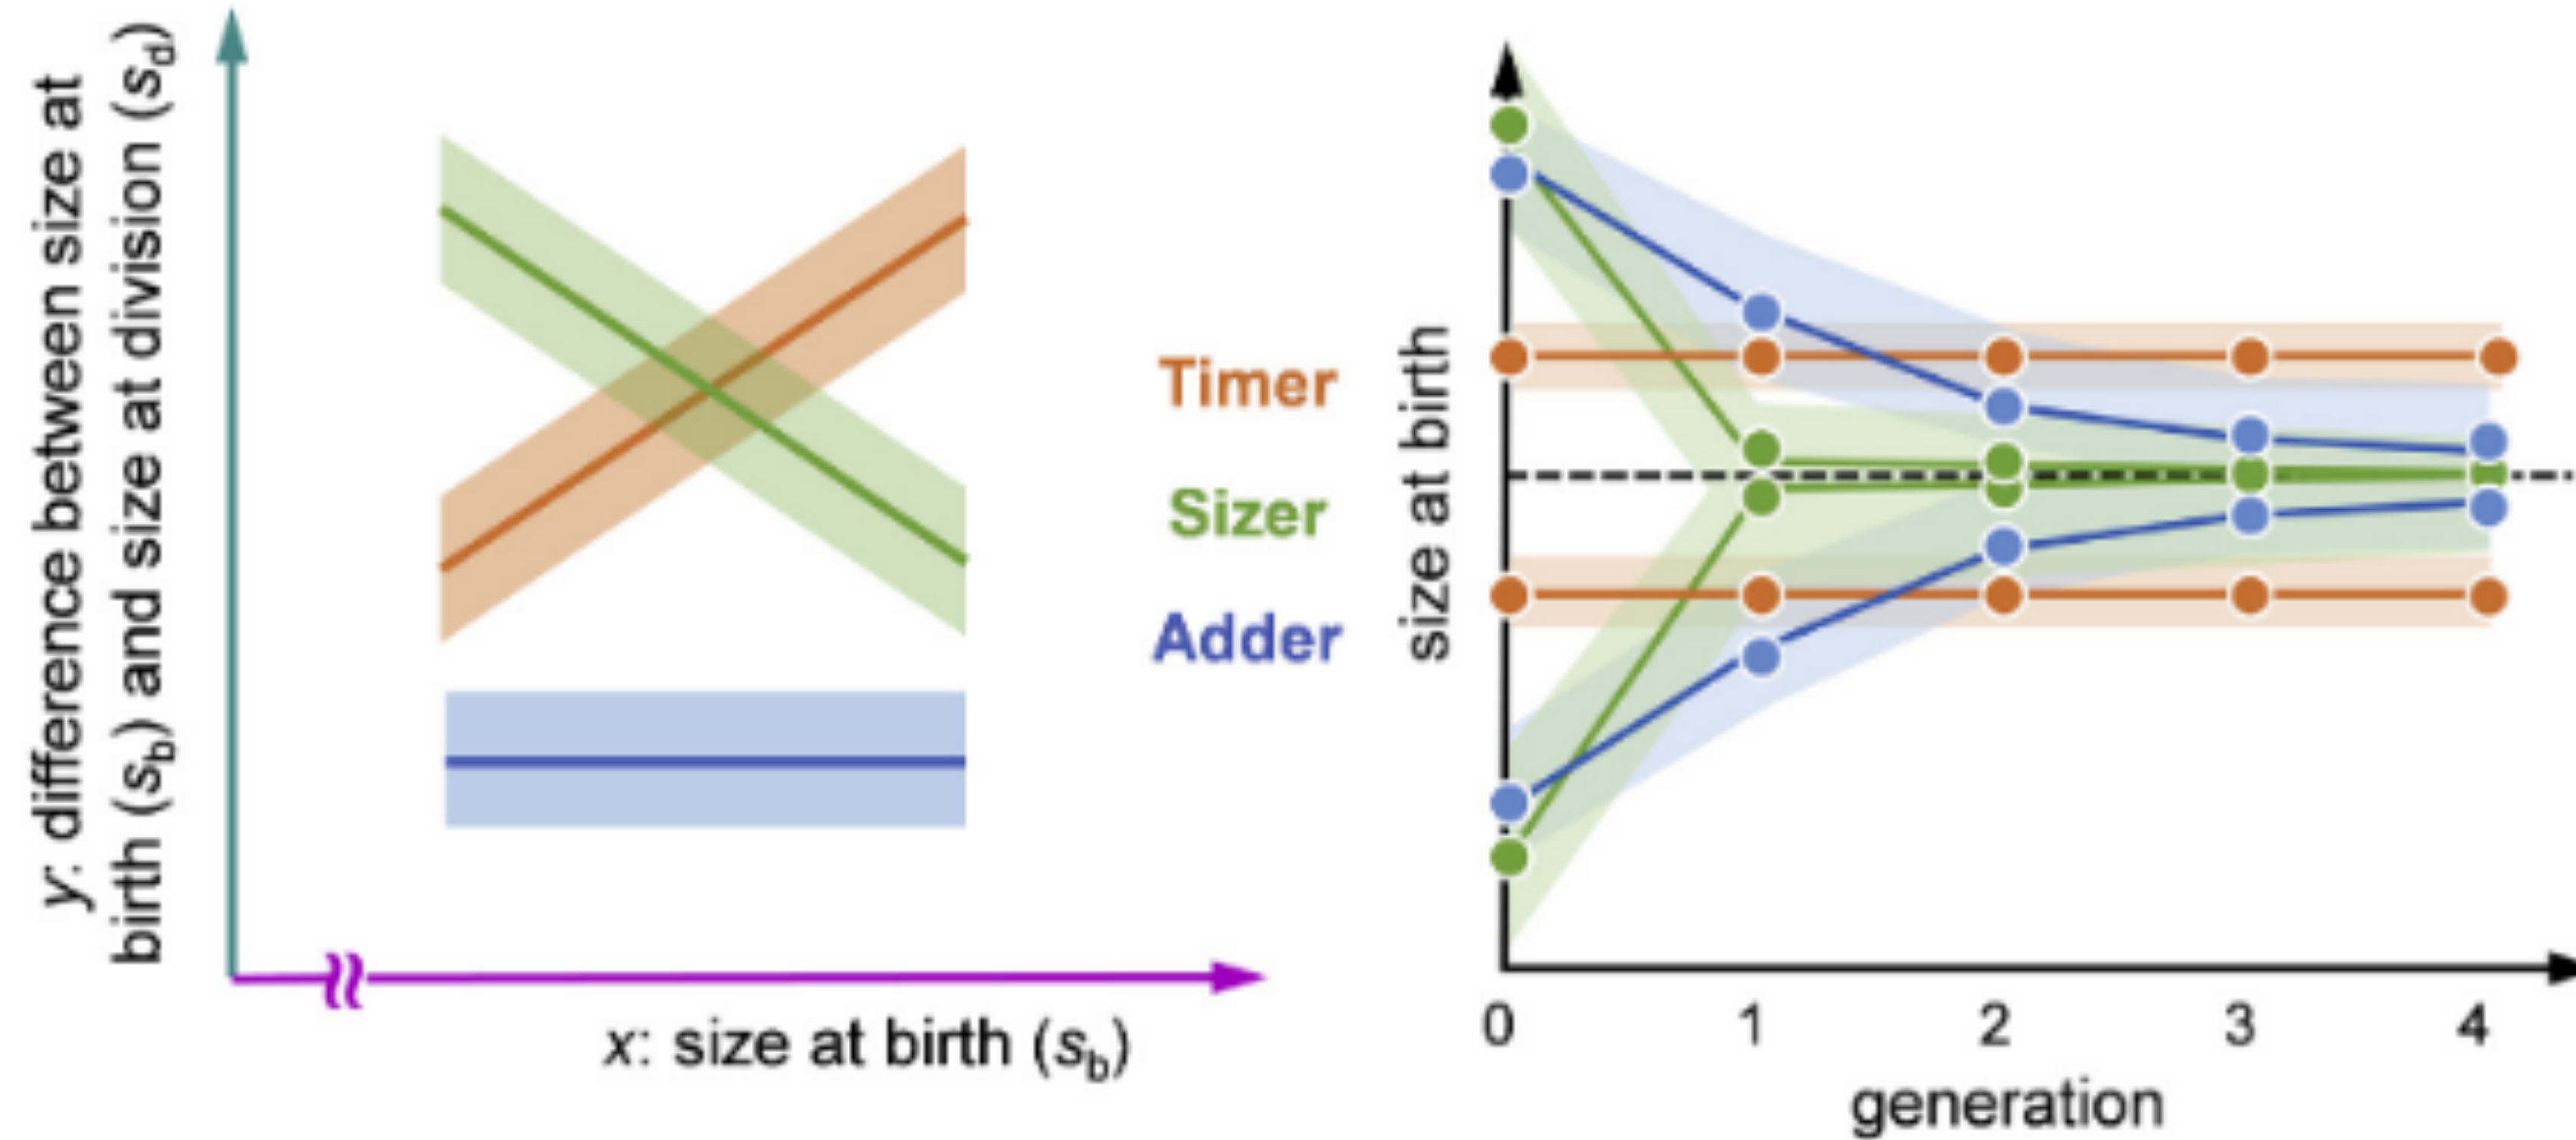 y: difference between size at
birth (sb) and size at division (sd)
x: size at birth (sb)
Timer
Sizer
Adder
size at birth
0 1 2 3 4
generation